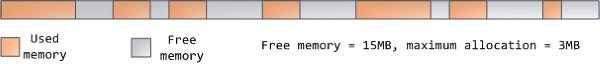 Used
memory
Free
memory
Free memory = 15MB, maximum allocation = 3MB